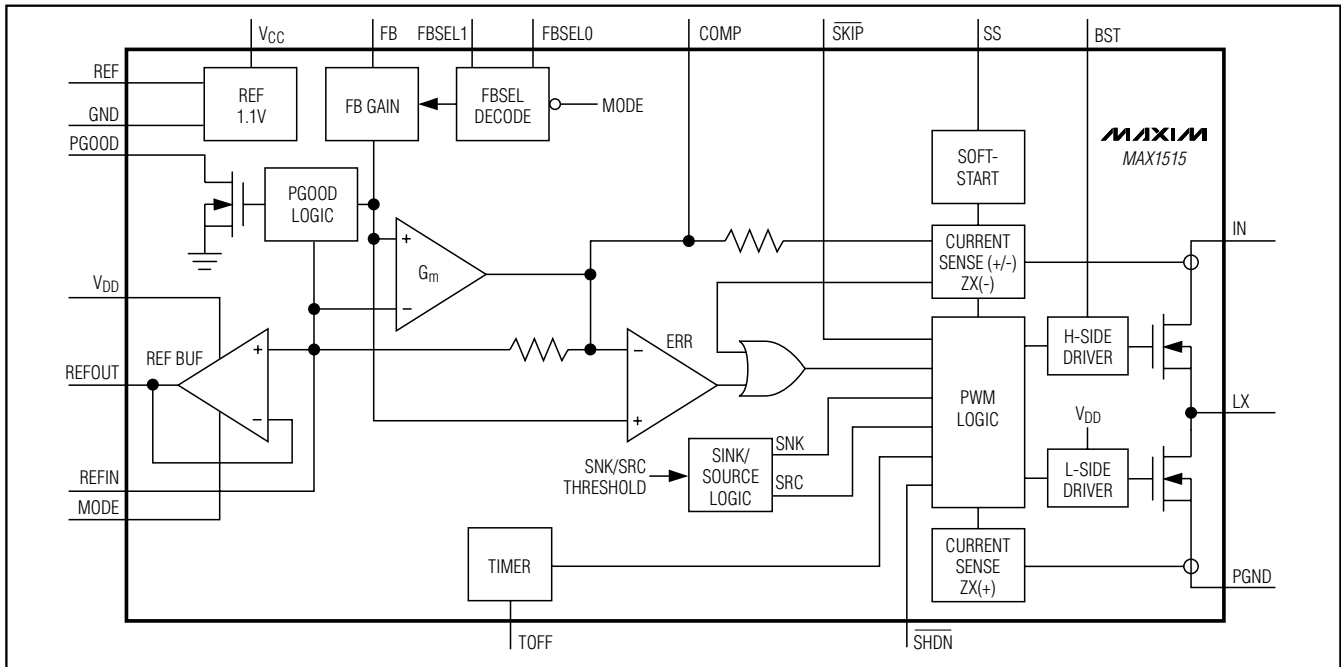 VCC
FB
FBSEL1
FBSEL0
COMP
SKIP
SS
BST
REF
GND
PGOOD
REF
1.1V
FB GAIN
FBSEL
DECODE
MODE
MAXIM
MAX1515
SOFT-
START
PGOOD
LOGIC
+
Gm
−
CURRENT
SENSE (+/-)
ZX(-)
IN
VDD
REF BUF
+
−
REFOUT
ERR
−
+
H-SIDE
DRIVER
PWM
LOGIC
LX
VDD
L-SIDE
DRIVER
SNK/SRC
THRESHOLD
SINK/
SOURCE
LOGIC
SNK
SRC
REFIN
MODE
TIMER
CURRENT
SENSE
ZX(+)
PGND
TOFF
SHDN